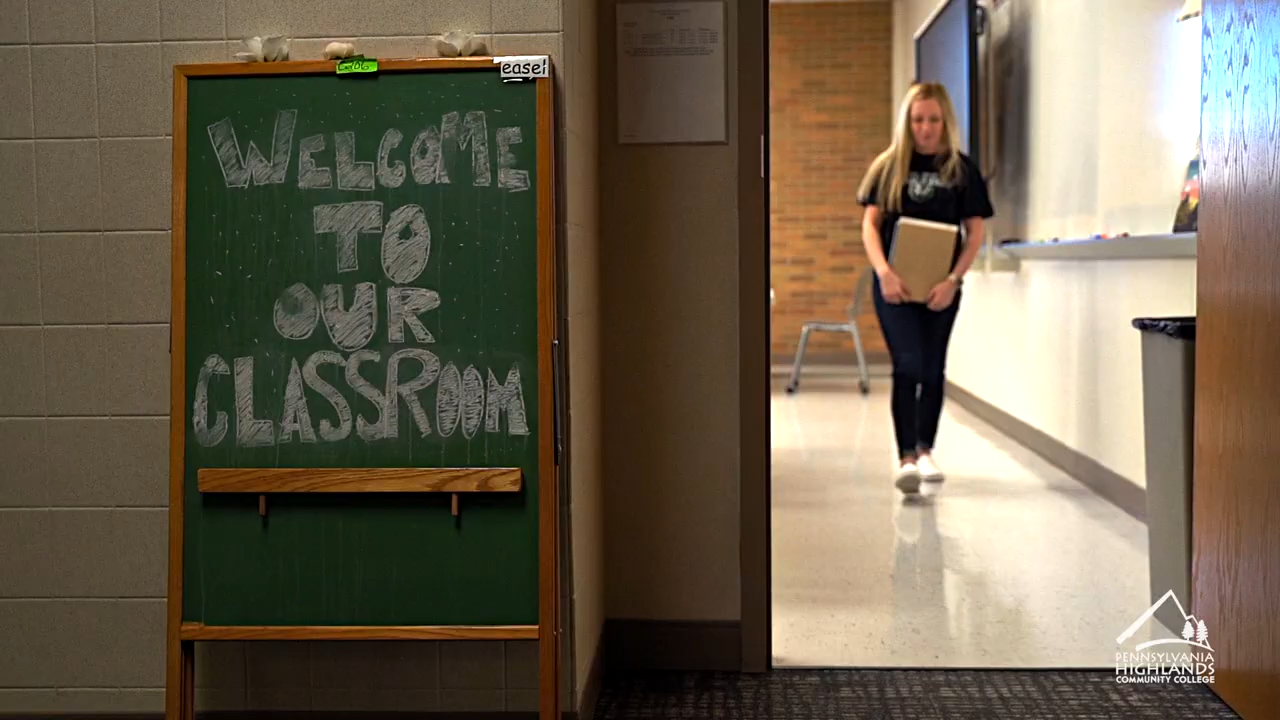 easel
WELCOME
TO
OUR
CLASSROOM
PENNSYLVANIA
HIGHLANDS
COMMUNITY COLLEGE